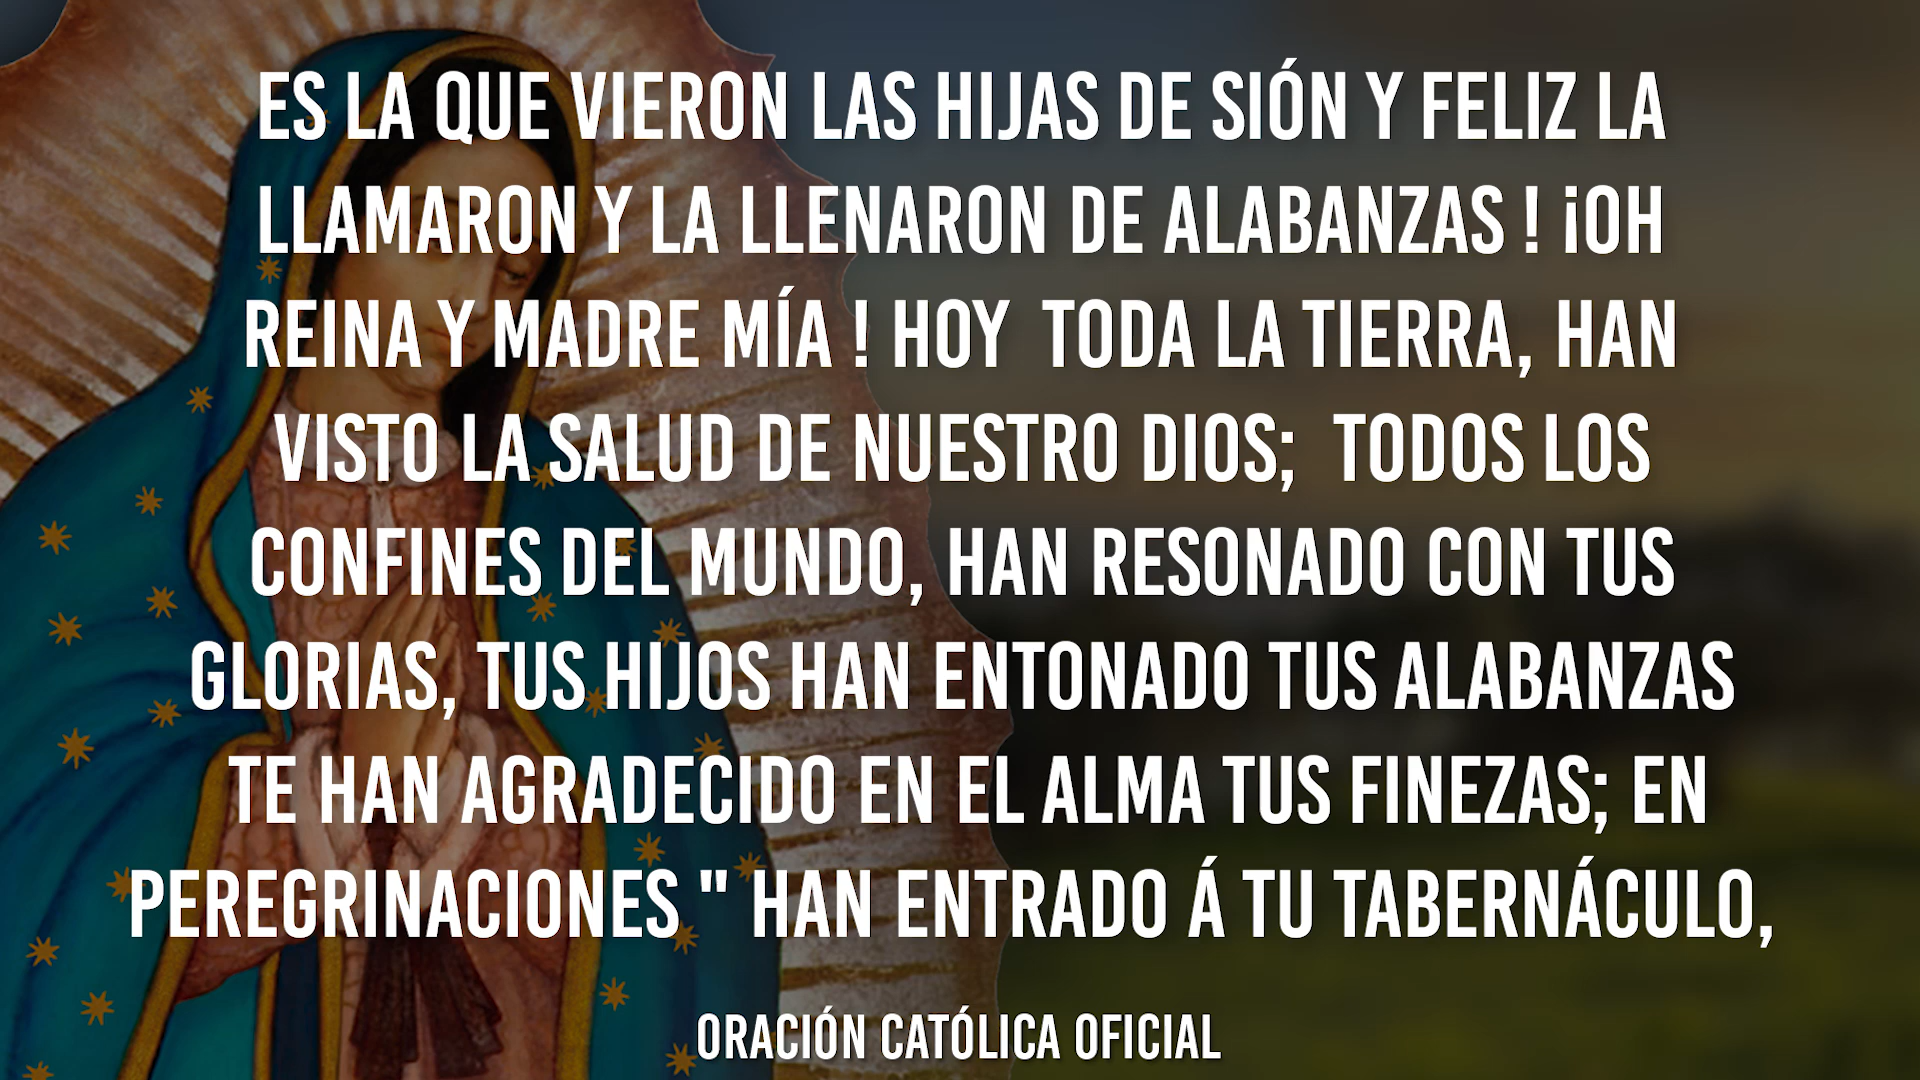 ES LA QUE VIERON LAS HIJAS DE SIÓN Y FELIZ LA
LLAMARON Y LA LLENARON DE ALABANZAS ! ¡OH
REINA Y MADRE MÍA ! HOY  TODA LA TIERRA, HAN
VISTO LA SALUD DE NUESTRO DIOS;  TODOS LOS
CONFINES DEL MUNDO, HAN RESONADO CON TUS
GLORIAS, TUS HIJOS HAN ENTONADO TUS ALABANZAS
TE HAN AGRADECIDO EN EL ALMA TUS FINEZAS; EN
PEREGRINACIONES " HAN ENTRADO Á TU TABERNÁCULO,
ORACIÓN CATÓLICA OFICIAL